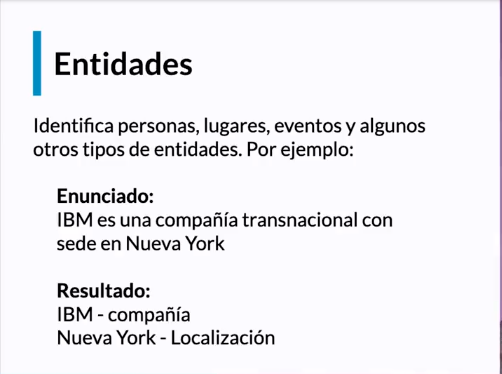 Entidades
Identifica personas, lugares, eventos y algunos
otros tipos de entidades. Por ejemplo:
Enunciado:
IBM es una compañía transnacional con
sede en Nueva York
Resultado:
IBM - compañía
Nueva York - Localización